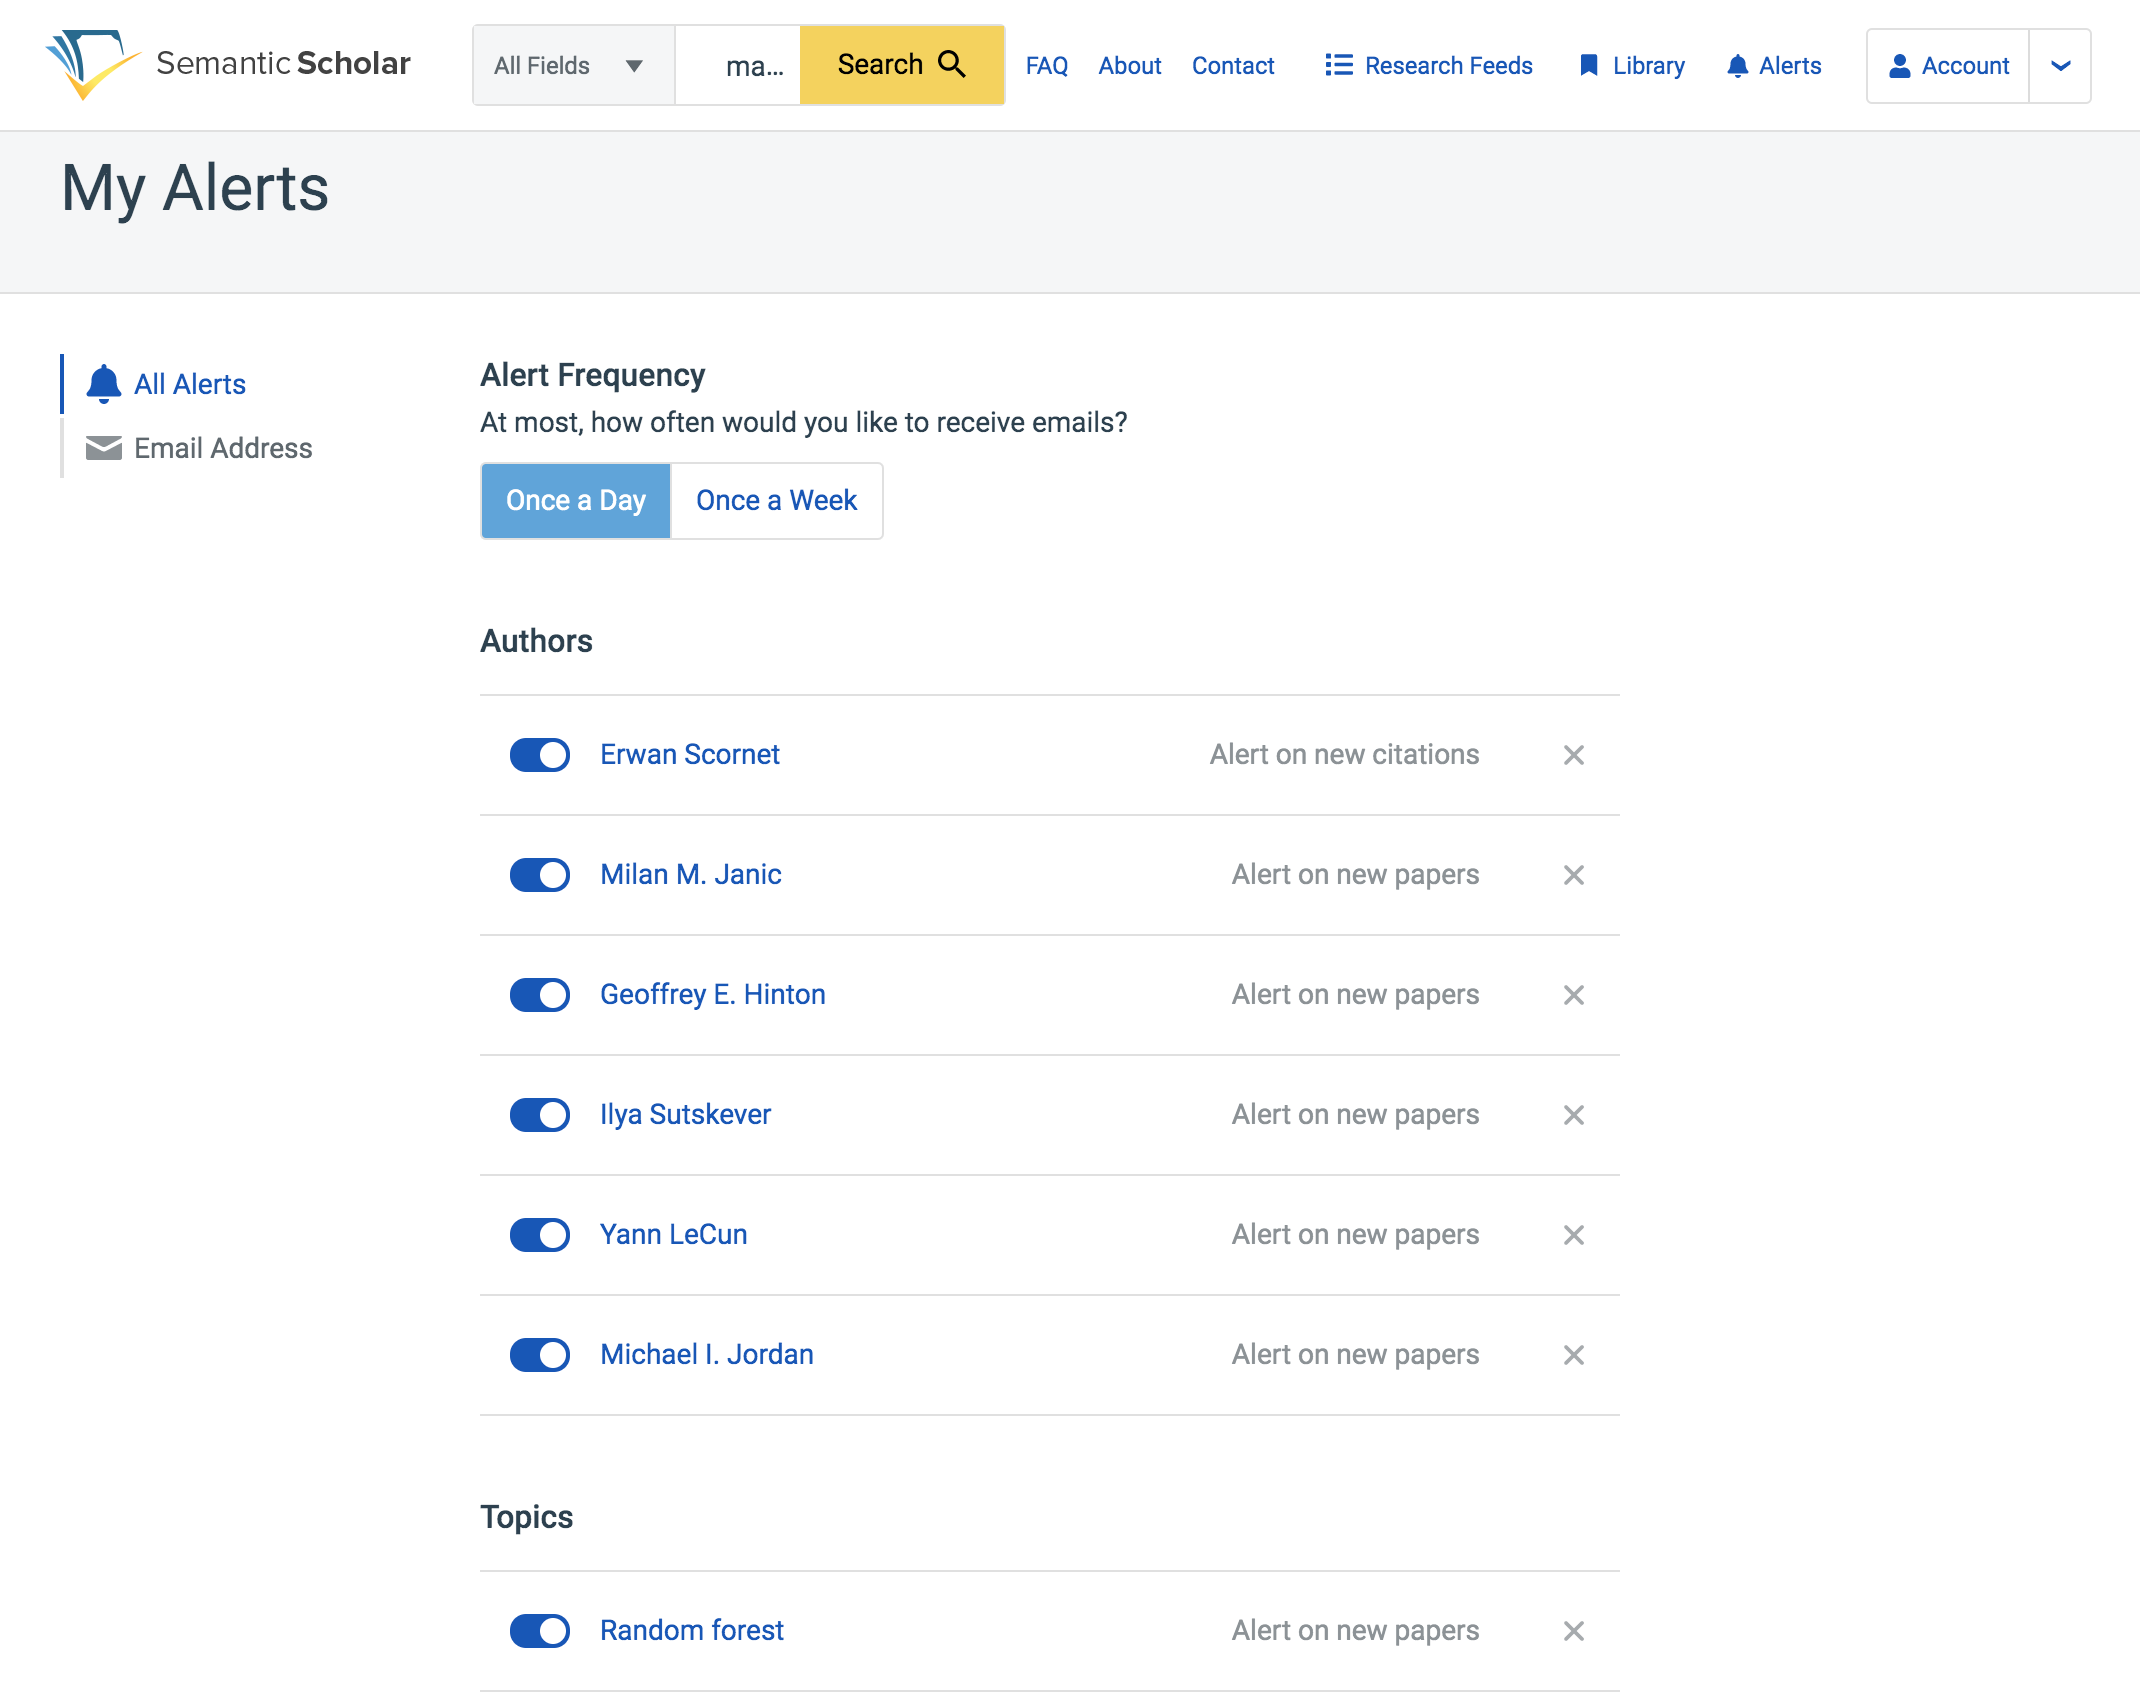 Semantic Scholar
All Fields
ma...
Search
FAQ
About
Contact
Research Feeds
Library
Alerts
Account
My Alerts
All Alerts
Email Address
Alert Frequency
At most, how often would you like to receive emails?
Once a Day
Once a Week
Authors
Erwan Scornet Alert on new citations
Milan M. Janic Alert on new papers
Geoffrey E. Hinton Alert on new papers
Ilya Sutskever Alert on new papers
Yann LeCun Alert on new papers
Michael I. Jordan Alert on new papers
Topics
Random forest Alert on new papers